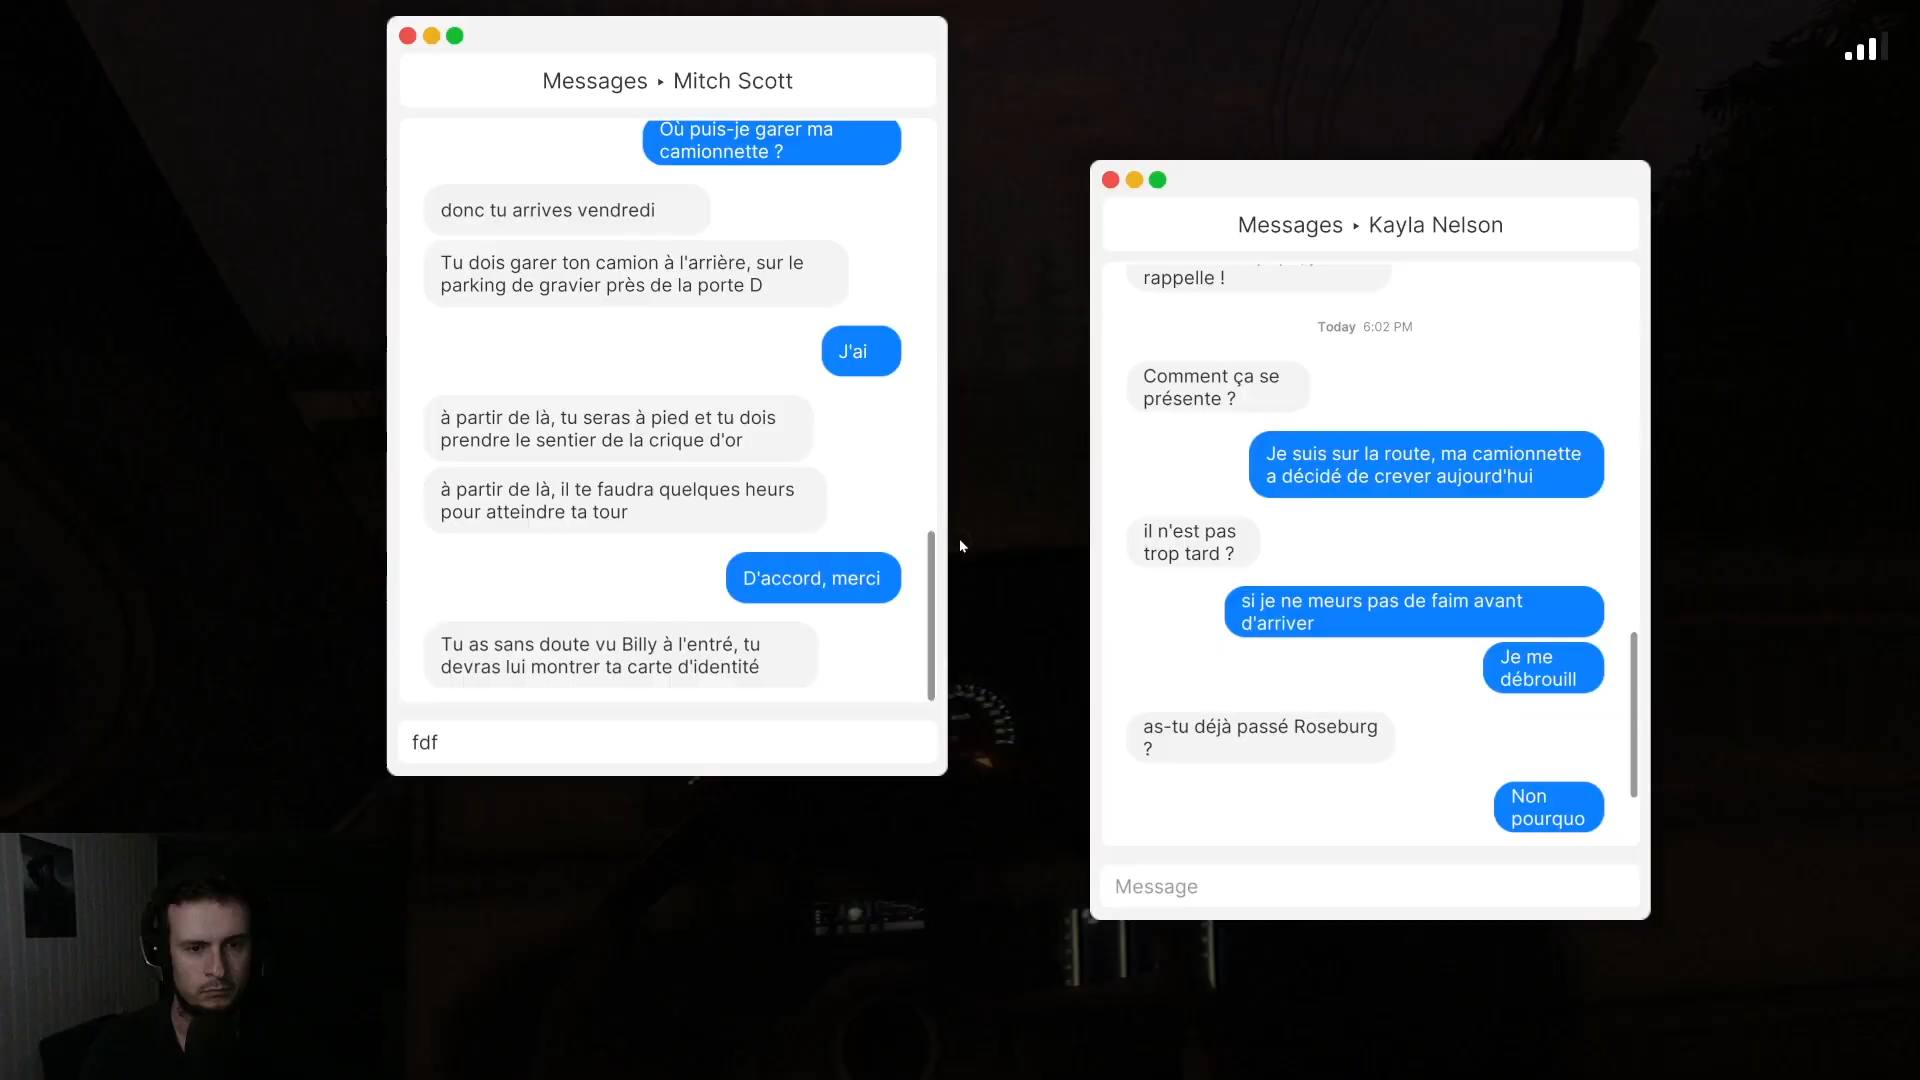 Messages ▸ Mitch Scott
Où puis-je garer ma
camionnette ?
donc tu arrives vendredi
Tu dois garer ton camion à l'arrière, sur le
parking de gravier près de la porte D
J'ai
à partir de là, tu seras à pied et tu dois
prendre le sentier de la crique d'or
à partir de là, il te faudra quelques heurs
pour atteindre ta tour
D'accord, merci
Tu as sans doute vu Billy à l'entré, tu
devras lui montrer ta carte d'identité
fdf
Messages ▸ Kayla Nelson
rappelle !
Today 6:02 PM
Comment ça se
présente ?
Je suis sur la route, ma camionnette
a décidé de crever aujourd'hui
il n'est pas
trop tard ?
si je ne meurs pas de faim avant
d'arriver
Je me
débrouill
as-tu déjà passé Roseburg
?
Non
pourquo
Message